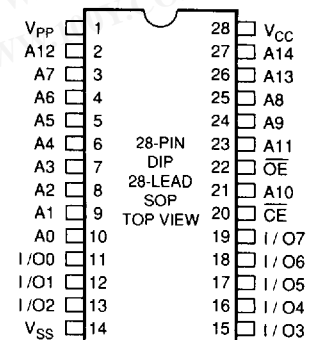 VPP 1 28 VCC
A12 2 27 A14
A7 3 26 A13
A6 4 25 A8
A5 5 24 A9
A4 6 28-PIN 23 A11
A3 7 DIP 22 OE
A2 8 28-LEAD 21 A10
A1 9 SOP 20 CE
A0 10 TOP VIEW 19 I/O7
I/O0 11 18 I/O6
I/O1 12 17 I/O5
I/O2 13 16 I/O4
VSS 14 15 I/O3